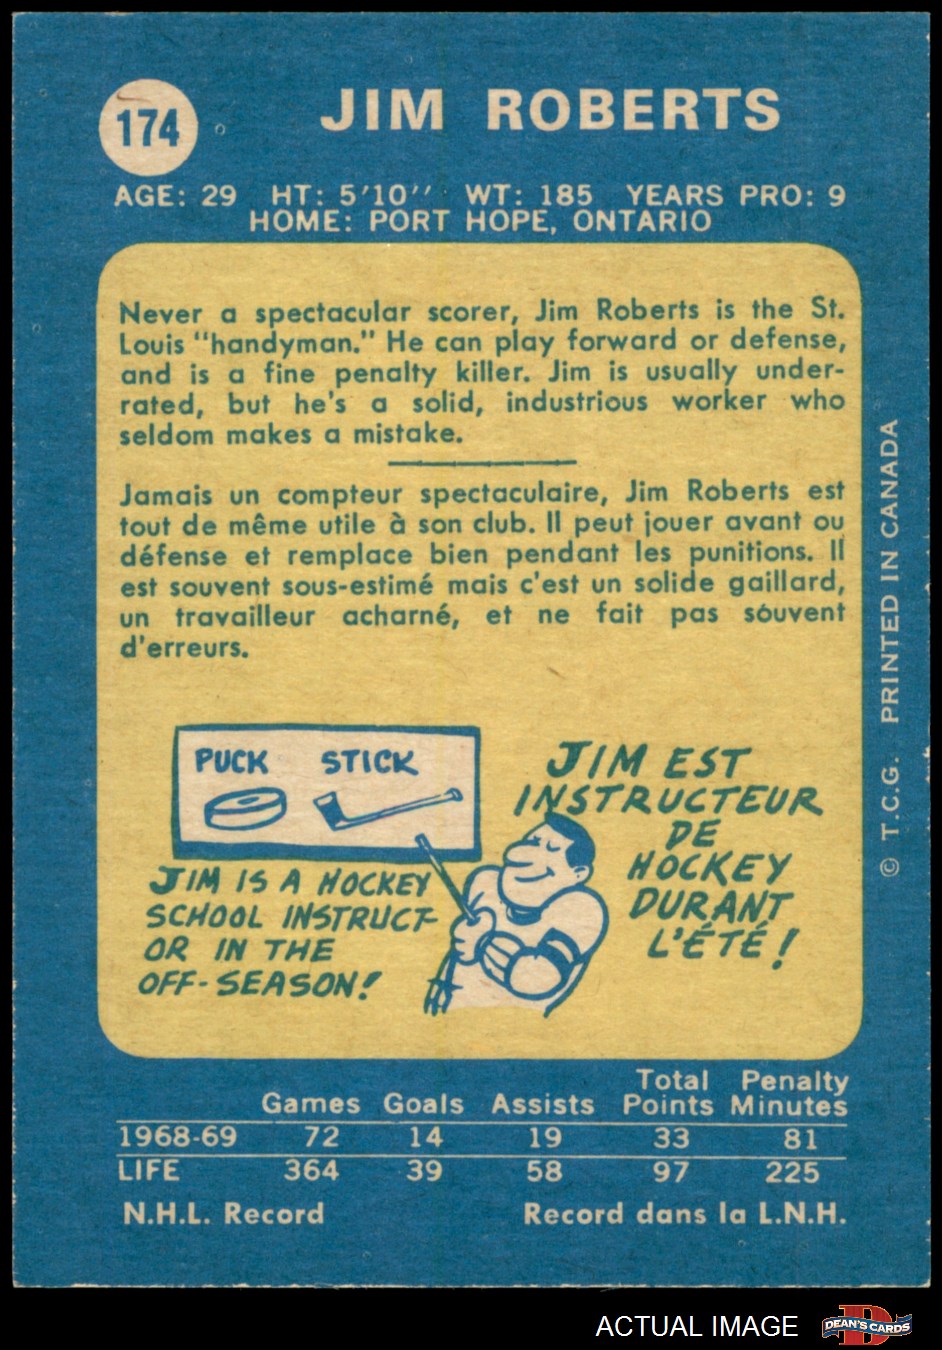 174
JIM ROBERTS
AGE: 29 HT: 5'10'' WT: 185 YEARS PRO: 9
HOME: PORT HOPE, ONTARIO
Never a spectacular scorer, Jim Roberts is the St.
Louis "handyman." He can play forward or defense,
and is a fine penalty killer. Jim is usually under-
rated, but he's a solid, industrious worker who
seldom makes a mistake.
Jamais un compteur spectaculaire, Jim Roberts est
tout de même utile à son club. Il peut jouer avant ou
défense et remplace bien pendant les punitions. Il
est souvent sous-estimé mais c'est un solide gaillard,
un travailleur acharné, et ne fait pas souvent
d'erreurs.
PUCK STICK
JIM IS A HOCKEY
SCHOOL INSTRUCT-
OR IN THE
OFF-SEASON!
JIM EST
INSTRUCTEUR
DE
HOCKEY
DURANT
L'ÉTÉ!
© T.C.G. PRINTED IN CANADA
Games Goals Assists Total Points Penalty Minutes
1968-69 72 14 19 33 81
LIFE 364 39 58 97 225
N.H.L. Record Record dans la L.N.H.
ACTUAL IMAGE
DEAN'S CARDS